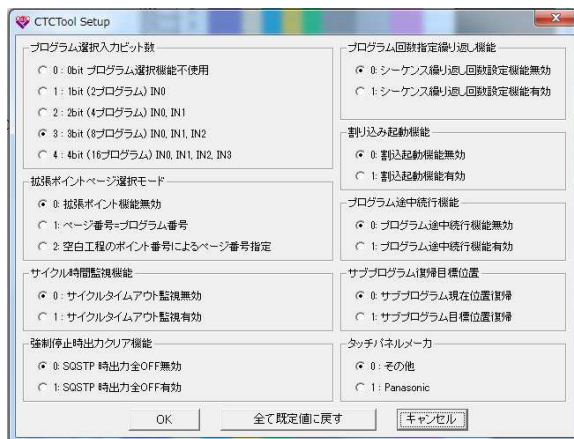 CTCTool Setup
プログラム選択入力ビット数
0 : 0bit プログラム選択機能不使用
1 : 1bit (2プログラム) IN0
2 : 2bit (4プログラム) IN0, IN1
3 : 3bit (8プログラム) IN0, IN1, IN2
4 : 4bit (16プログラム) IN0, IN1, IN2, IN3
拡張ポイントページ選択モード
0: 拡張ポイント機能無効
1: ページ番号=プログラム番号
2: 空白工程のポイント番号によるページ番号指定
サイクル時間監視機能
0 : サイクルタイムアウト監視無効
1 : サイクルタイムアウト監視有効
強制停止時出力クリア機能
0: SQSTP 時出力全OFF無効
1: SQSTP 時出力全OFF有効
プログラム回数指定繰り返し機能
0: シーケンス繰り返し回数設定機能無効
1: シーケンス繰り返し回数設定機能有効
割り込み起動機能
0: 割込起動機能無効
1: 割込起動機能有効
プログラム途中続行機能
0: プログラム途中続行機能無効
1: プログラム途中続行機能有効
サブプログラム復帰目標位置
0: サブプログラム現在位置復帰
1: サブプログラム目標位置復帰
タッチパネルメーカ
0 : その他
1 : Panasonic
OK
全て既定値に戻す
キャンセル